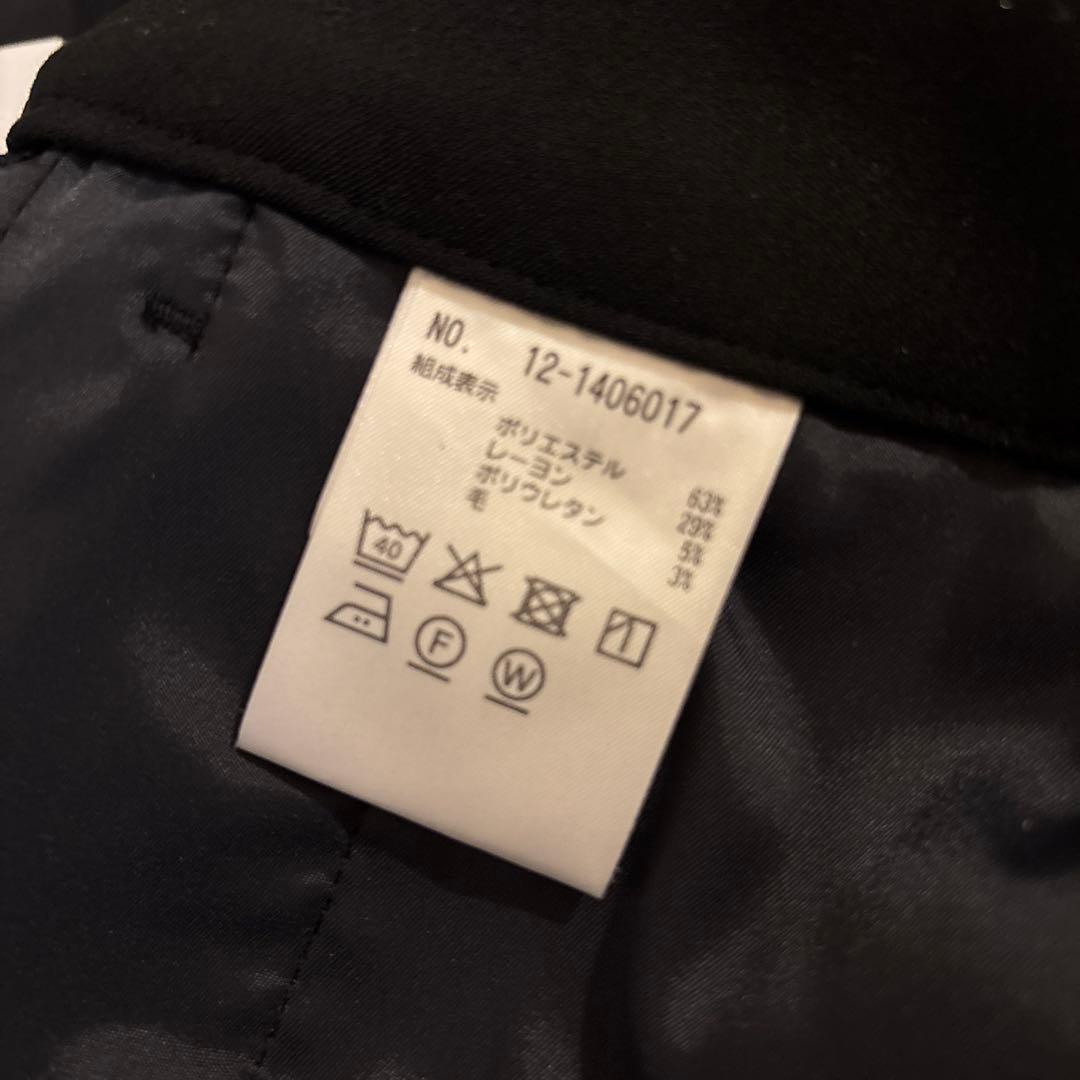 NO. 12-1406017
組成表示
ポリエステル 63%
レーヨン 29%
ポリウレタン 5%
毛 3%
40
F
W